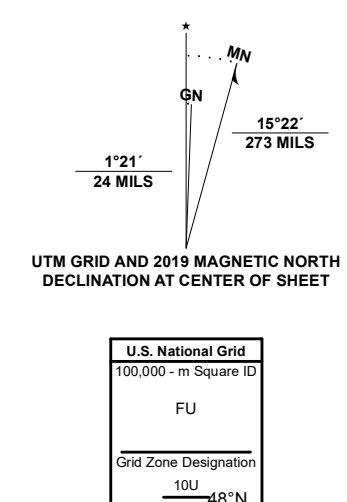 ★
MN
GN
15°22´
273 MILS
1°21´
24 MILS
UTM GRID AND 2019 MAGNETIC NORTH
DECLINATION AT CENTER OF SHEET
U.S. National Grid
100,000 - m Square ID
FU
Grid Zone Designation
10U
48°N